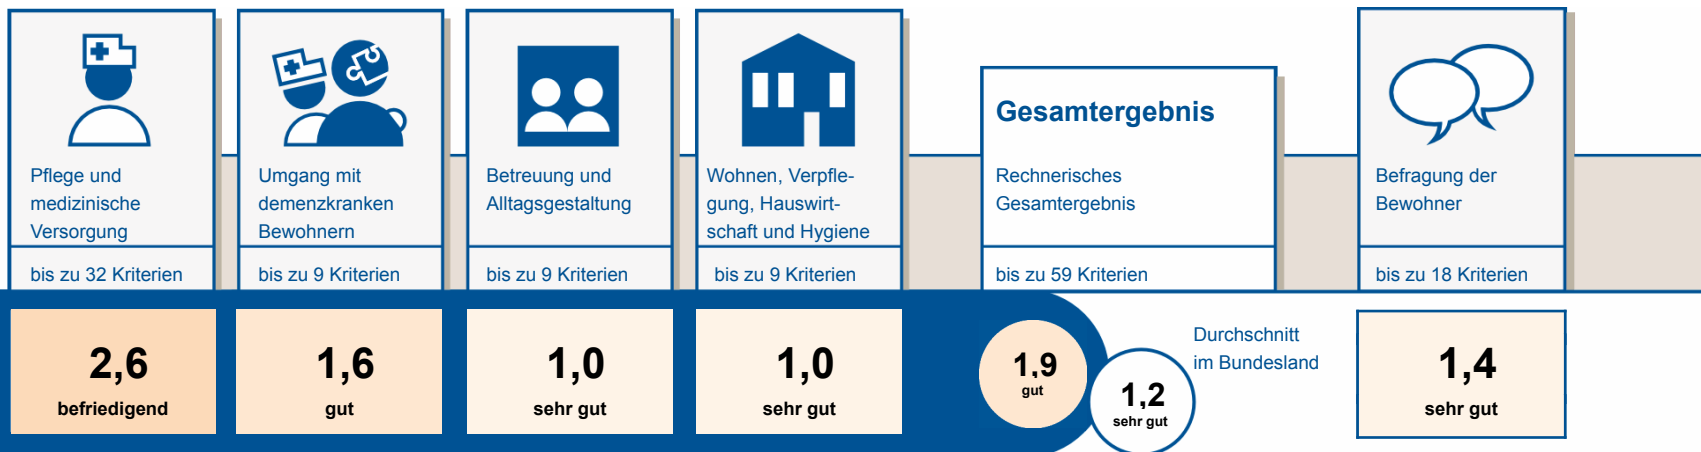 Pflege und
medizinische
Versorgung
bis zu 32 Kriterien
2,6
befriedigend
Umgang mit
demenzkranken
Bewohnern
bis zu 9 Kriterien
1,6
gut
Betreuung und
Alltagsgestaltung
bis zu 9 Kriterien
1,0
sehr gut
Wohnen, Verpfle-
gung, Hauswirt-
schaft und Hygiene
bis zu 9 Kriterien
1,0
sehr gut
Gesamtergebnis
Rechnerisches
Gesamtergebnis
bis zu 59 Kriterien
1,9
gut
Durchschnitt
im Bundesland
1,2
sehr gut
Befragung der
Bewohner
bis zu 18 Kriterien
1,4
sehr gut